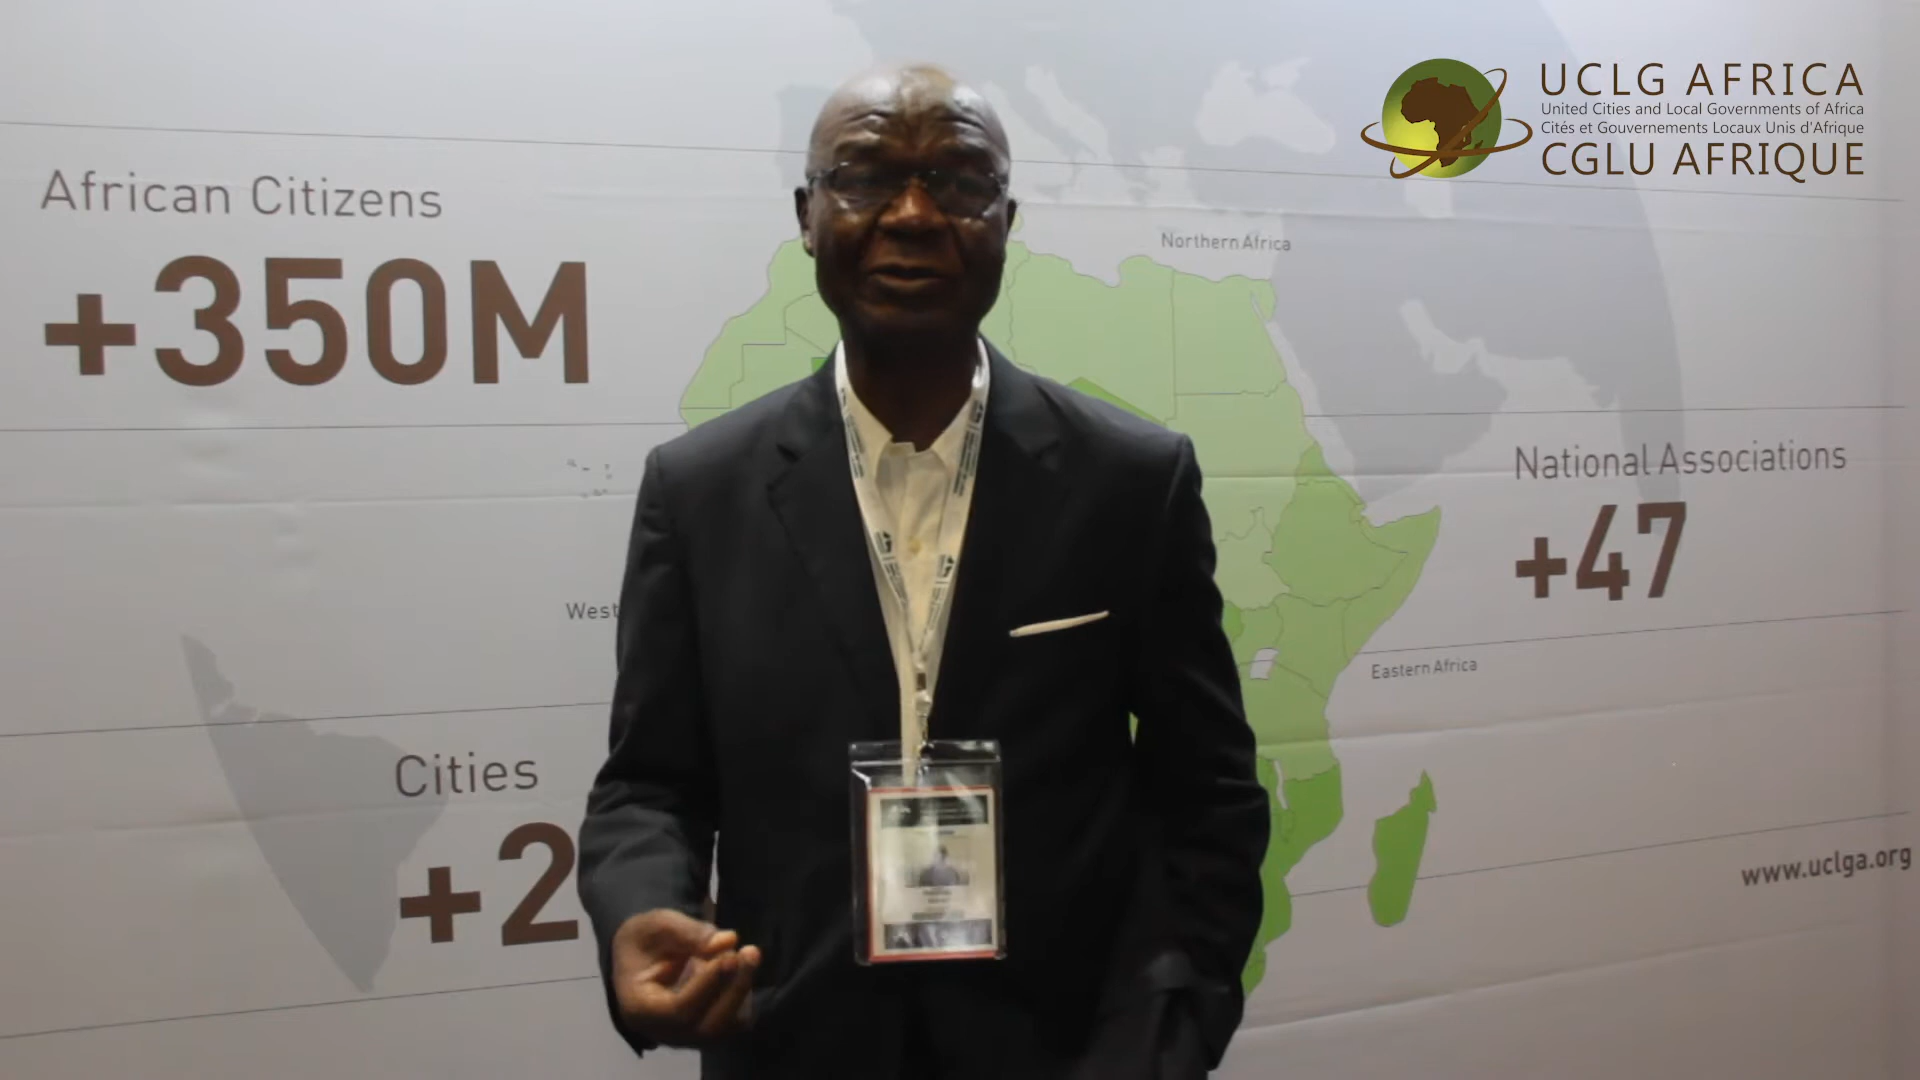 UCLG AFRICA
United Cities and Local Governments of Africa
Cités et Gouvernements Locaux Unis d'Afrique
CGLU AFRIQUE
African Citizens
+350M
Northern Africa
National Associations
+47
West
Eastern Africa
Cities
+2
www.uclga.org